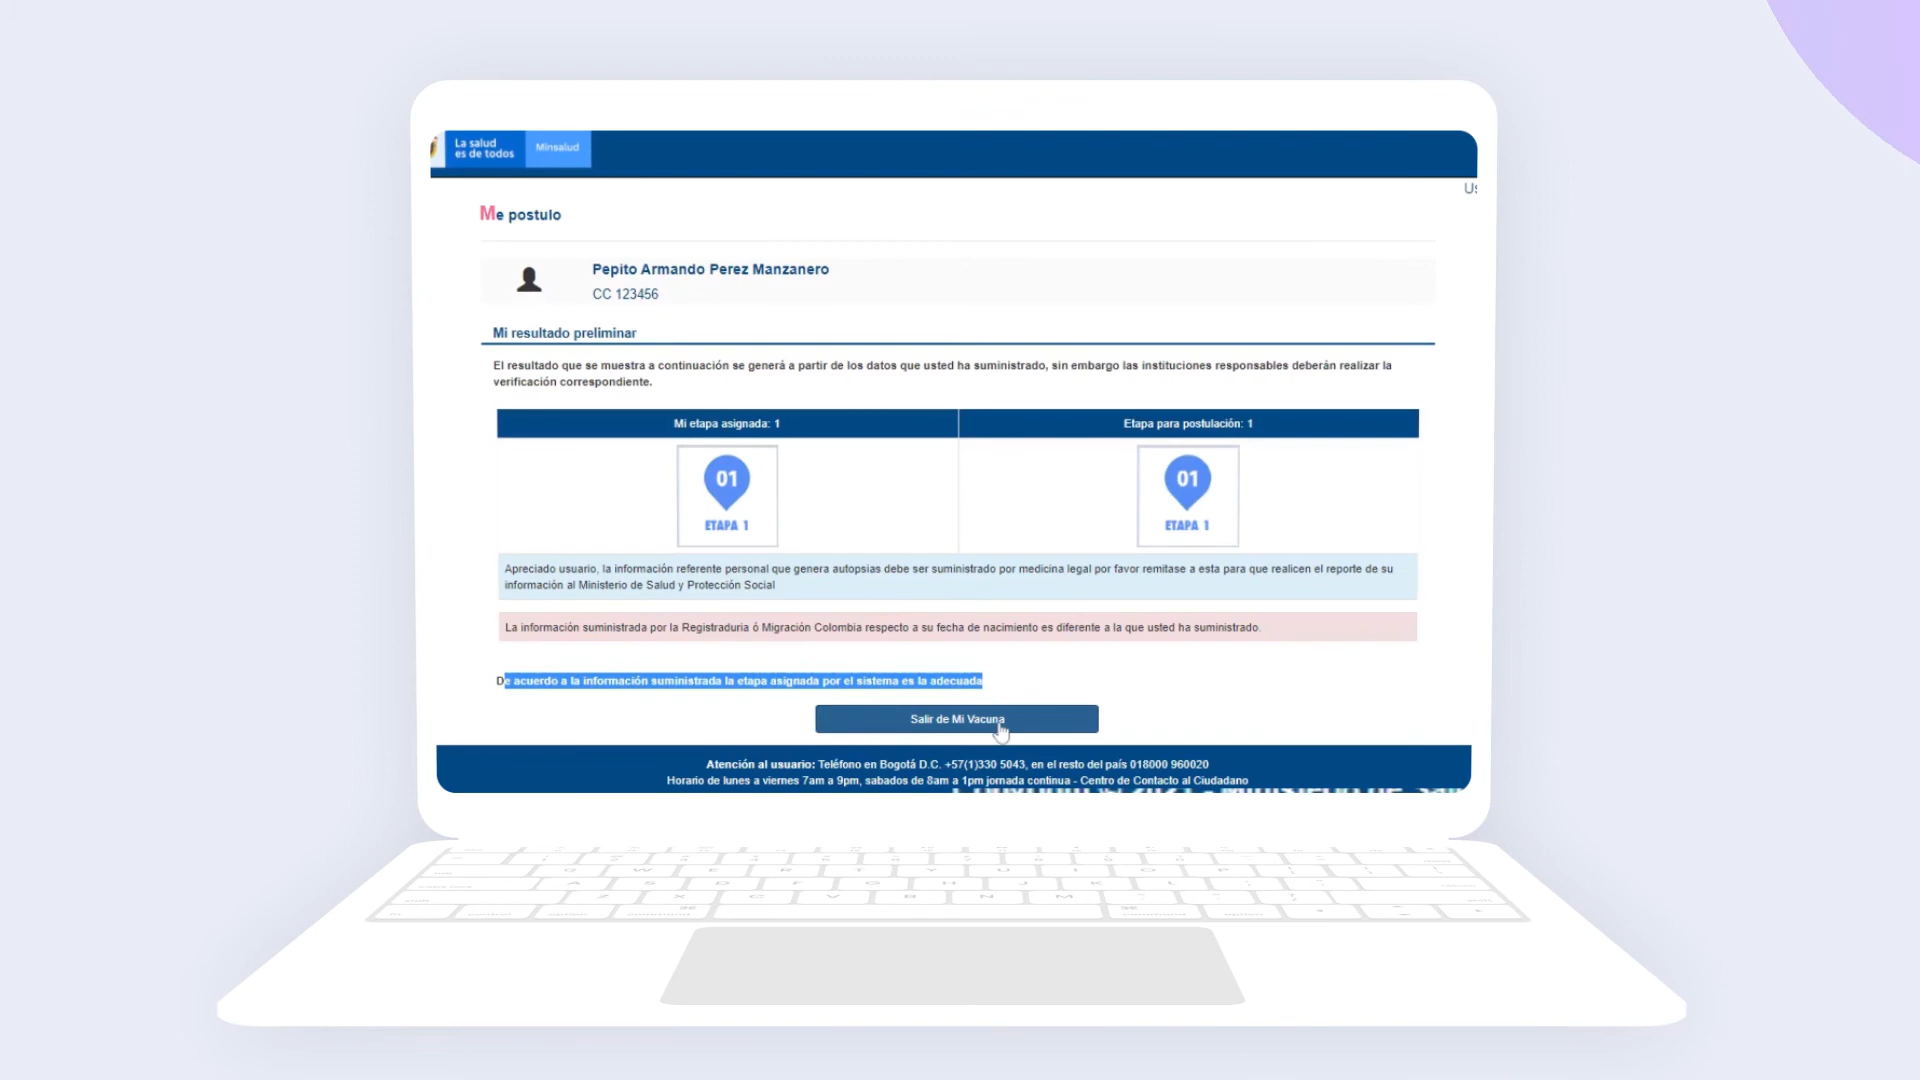 La salud
es de todos
Minsalud
Me postulo
Pepito Armando Perez Manzanero
CC 123456
Mi resultado preliminar
El resultado que se muestra a continuación se generá a partir de los datos que usted ha suministrado, sin embargo las instituciones responsables deberán realizar la
verificación correspondiente.
Mi etapa asignada: 1
Etapa para postulación: 1
01
ETAPA 1
01
ETAPA 1
Apreciado usuario, la información referente personal que genera autopsias debe ser suministrado por medicina legal por favor remitase a esta para que realicen el reporte de su
información al Ministerio de Salud y Protección Social
La información suministrada por la Registraduria ó Migración Colombia respecto a su fecha de nacimiento es diferente a la que usted ha suministrado.
De acuerdo a la información suministrada la etapa asignada por el sistema es la adecuada
Salir de Mi Vacuna
Atención al usuario: Teléfono en Bogotá D.C. +57(1)330 5043, en el resto del país 018000 960020
Horario de lunes a viernes 7am a 9pm, sabados de 8am a 1pm jornada continua - Centro de Contacto al Ciudadano